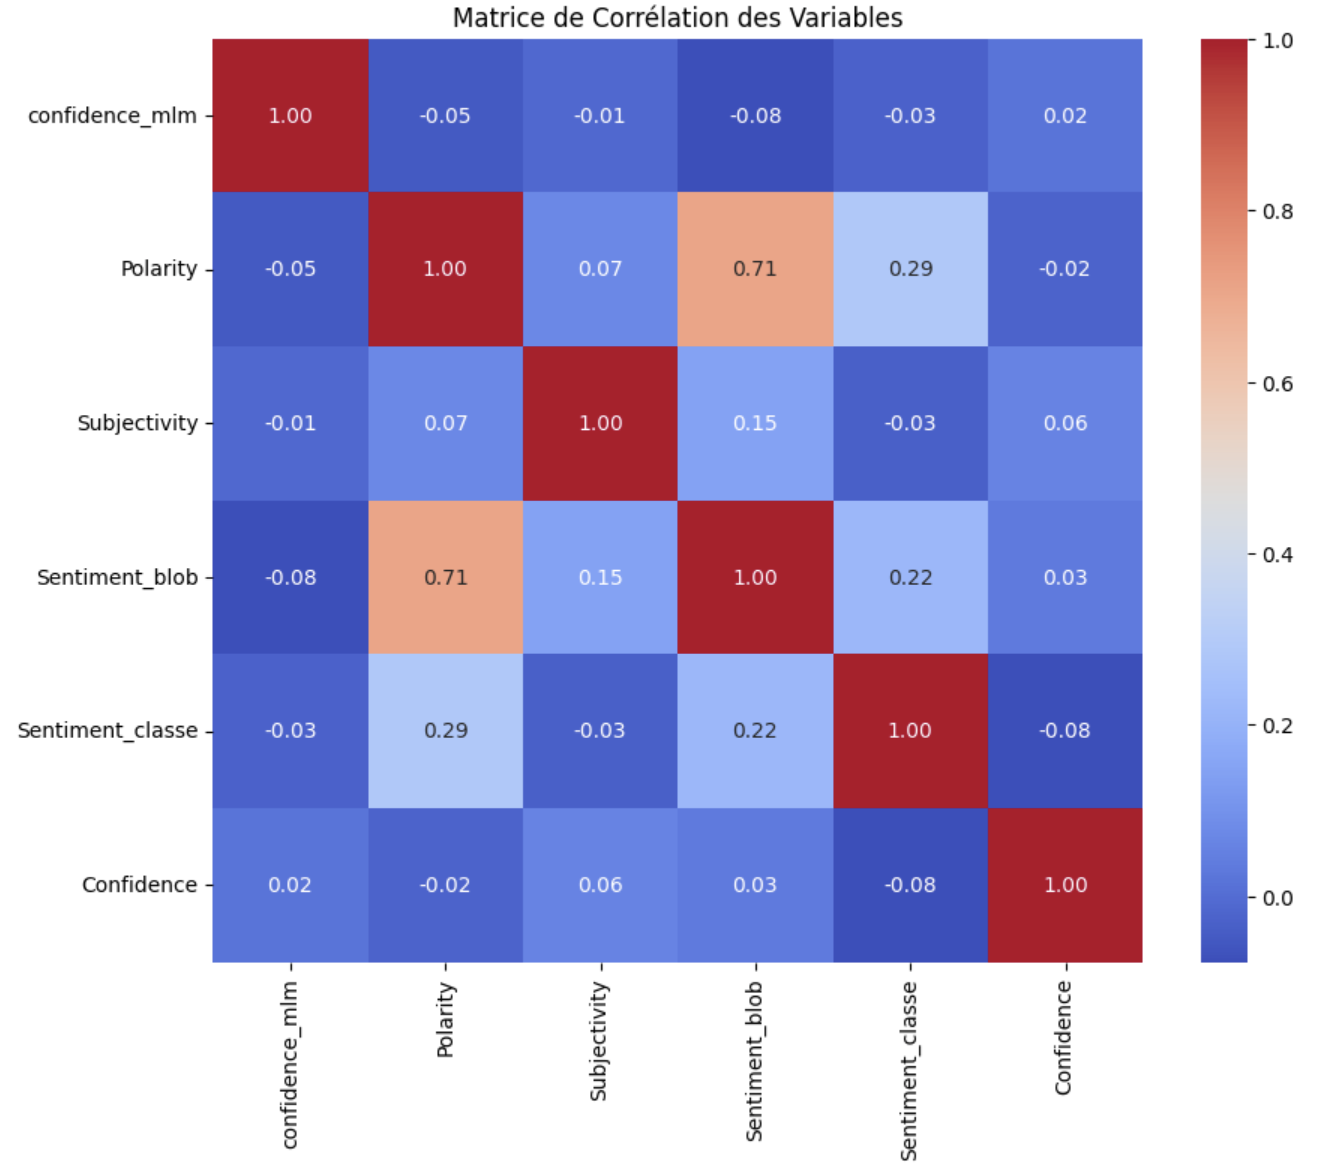 Matrice de Corrélation des Variables
confidence_mlm 1.00 -0.05 -0.01 -0.08 -0.03 0.02
Polarity -0.05 1.00 0.07 0.71 0.29 -0.02
Subjectivity -0.01 0.07 1.00 0.15 -0.03 0.06
Sentiment_blob -0.08 0.71 0.15 1.00 0.22 0.03
Sentiment_classe -0.03 0.29 -0.03 0.22 1.00 -0.08
Confidence 0.02 -0.02 0.06 0.03 -0.08 1.00
confidence_mlm
Polarity
Subjectivity
Sentiment_blob
Sentiment_classe
Confidence
1.0
0.8
0.6
0.4
0.2
0.0